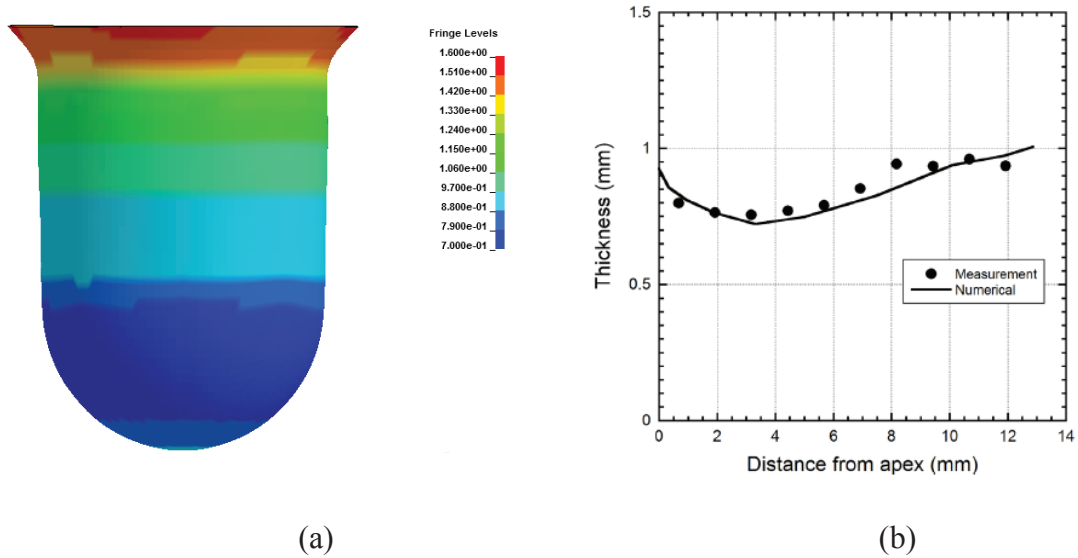 Fringe Levels
1.600e+00
1.510e+00
1.420e+00
1.330e+00
1.240e+00
1.150e+00
1.060e+00
9.700e-01
8.800e-01
7.900e-01
7.000e-01
1.5
1
0.5
0
Thickness (mm)
Measurement
Numerical
0 2 4 6 8 10 12 14
Distance from apex (mm)
(a) (b)